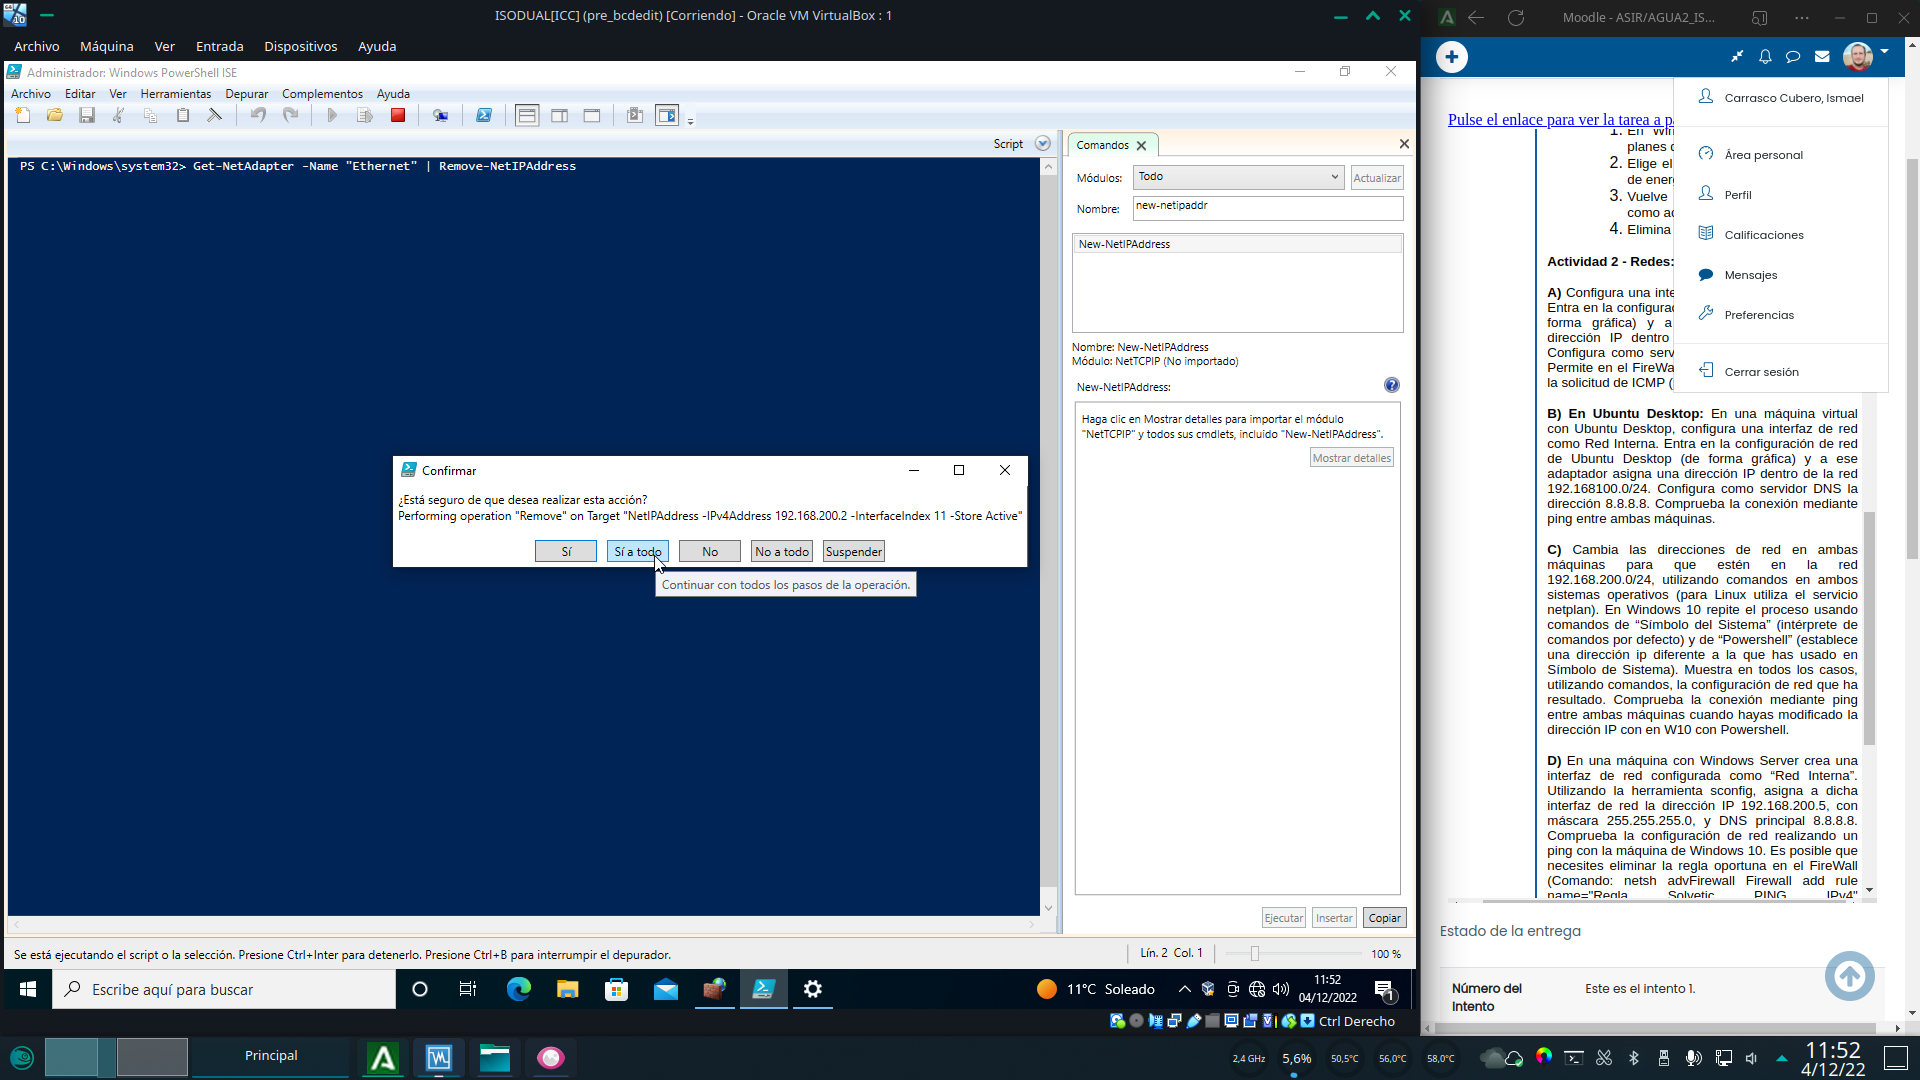 ISODUAL[ICC] (pre_bcdedit) [Corriendo] - Oracle VM VirtualBox : 1
Archivo Máquina Ver Entrada Dispositivos Ayuda
Administrador: Windows PowerShell ISE
Archivo Editar Ver Herramientas Depurar Complementos Ayuda
Script
PS C:\Windows\system32> Get-NetAdapter -Name "Ethernet" | Remove-NetIPAddress
Comandos
Módulos: Todo Actualizar
Nombre: new-netipaddr
New-NetIPAddress
Nombre: New-NetIPAddress
Módulo: NetTCPIP (No importado)
New-NetIPAddress:
Haga clic en Mostrar detalles para importar el módulo
"NetTCPIP" y todos sus cmdlets, incluido "New-NetIPAddress".
Mostrar detalles
Ejecutar Insertar Copiar
Confirmar
¿Está seguro de que desea realizar esta acción?
Performing operation "Remove" on Target "NetIPAddress -IPv4Address 192.168.200.2 -InterfaceIndex 11 -Store Active"
Sí Sí a todo No No a todo Suspender
Continuar con todos los pasos de la operación.
Se está ejecutando el script o la selección. Presione Ctrl+Inter para detenerlo. Presione Ctrl+B para interrumpir el depurador.
Lín. 2 Col. 1
100 %
Escribe aquí para buscar
11°C Soleado
11:52
04/12/2022
1
Ctrl Derecho
Moodle - ASIR/AGUA2_IS...
Pulse el enlace para ver la tarea a p
1. En Win
planes d
2. Elige el
de ener
3. Vuelve
como ac
4. Elimina
Actividad 2 - Redes:
A) Configura una inte
Entra en la configurac
forma gráfica) y a
dirección IP dentro
Configura como serv
Permite en el FireWa
la solicitud de ICMP (
Carrasco Cubero, Ismael
Área personal
Perfil
Calificaciones
Mensajes
Preferencias
Cerrar sesión
B) En Ubuntu Desktop: En una máquina virtual
con Ubuntu Desktop, configura una interfaz de red
como Red Interna. Entra en la configuración de red
de Ubuntu Desktop (de forma gráfica) y a ese
adaptador asigna una dirección IP dentro de la red
192.168100.0/24. Configura como servidor DNS la
dirección 8.8.8.8. Comprueba la conexión mediante
ping entre ambas máquinas.
C) Cambia las direcciones de red en ambas
máquinas para que estén en la red
192.168.200.0/24, utilizando comandos en ambos
sistemas operativos (para Linux utiliza el servicio
netplan). En Windows 10 repite el proceso usando
comandos de “Símbolo del Sistema” (intérprete de
comandos por defecto) y de “Powershell” (establece
una dirección ip diferente a la que has usado en
Símbolo de Sistema). Muestra en todos los casos,
utilizando comandos, la configuración de red que ha
resultado. Comprueba la conexión mediante ping
entre ambas máquinas cuando hayas modificado la
dirección IP con en W10 con Powershell.
D) En una máquina con Windows Server crea una
interfaz de red configurada como “Red Interna”.
Utilizando la herramienta sconfig, asigna a dicha
interfaz de red la dirección IP 192.168.200.5, con
máscara 255.255.255.0, y DNS principal 8.8.8.8.
Comprueba la configuración de red realizando un
ping con la máquina de Windows 10. Es posible que
necesites eliminar la regla oportuna en el FireWall
(Comando: netsh advFirewall Firewall add rule
name="Regla Solvetic PING IPv4"
Estado de la entrega
Número del
Intento
Este es el intento 1.
Principal
2,4 GHz 5,6% 50,5°C 56,0°C 58,0°C
11:52
4/12/22